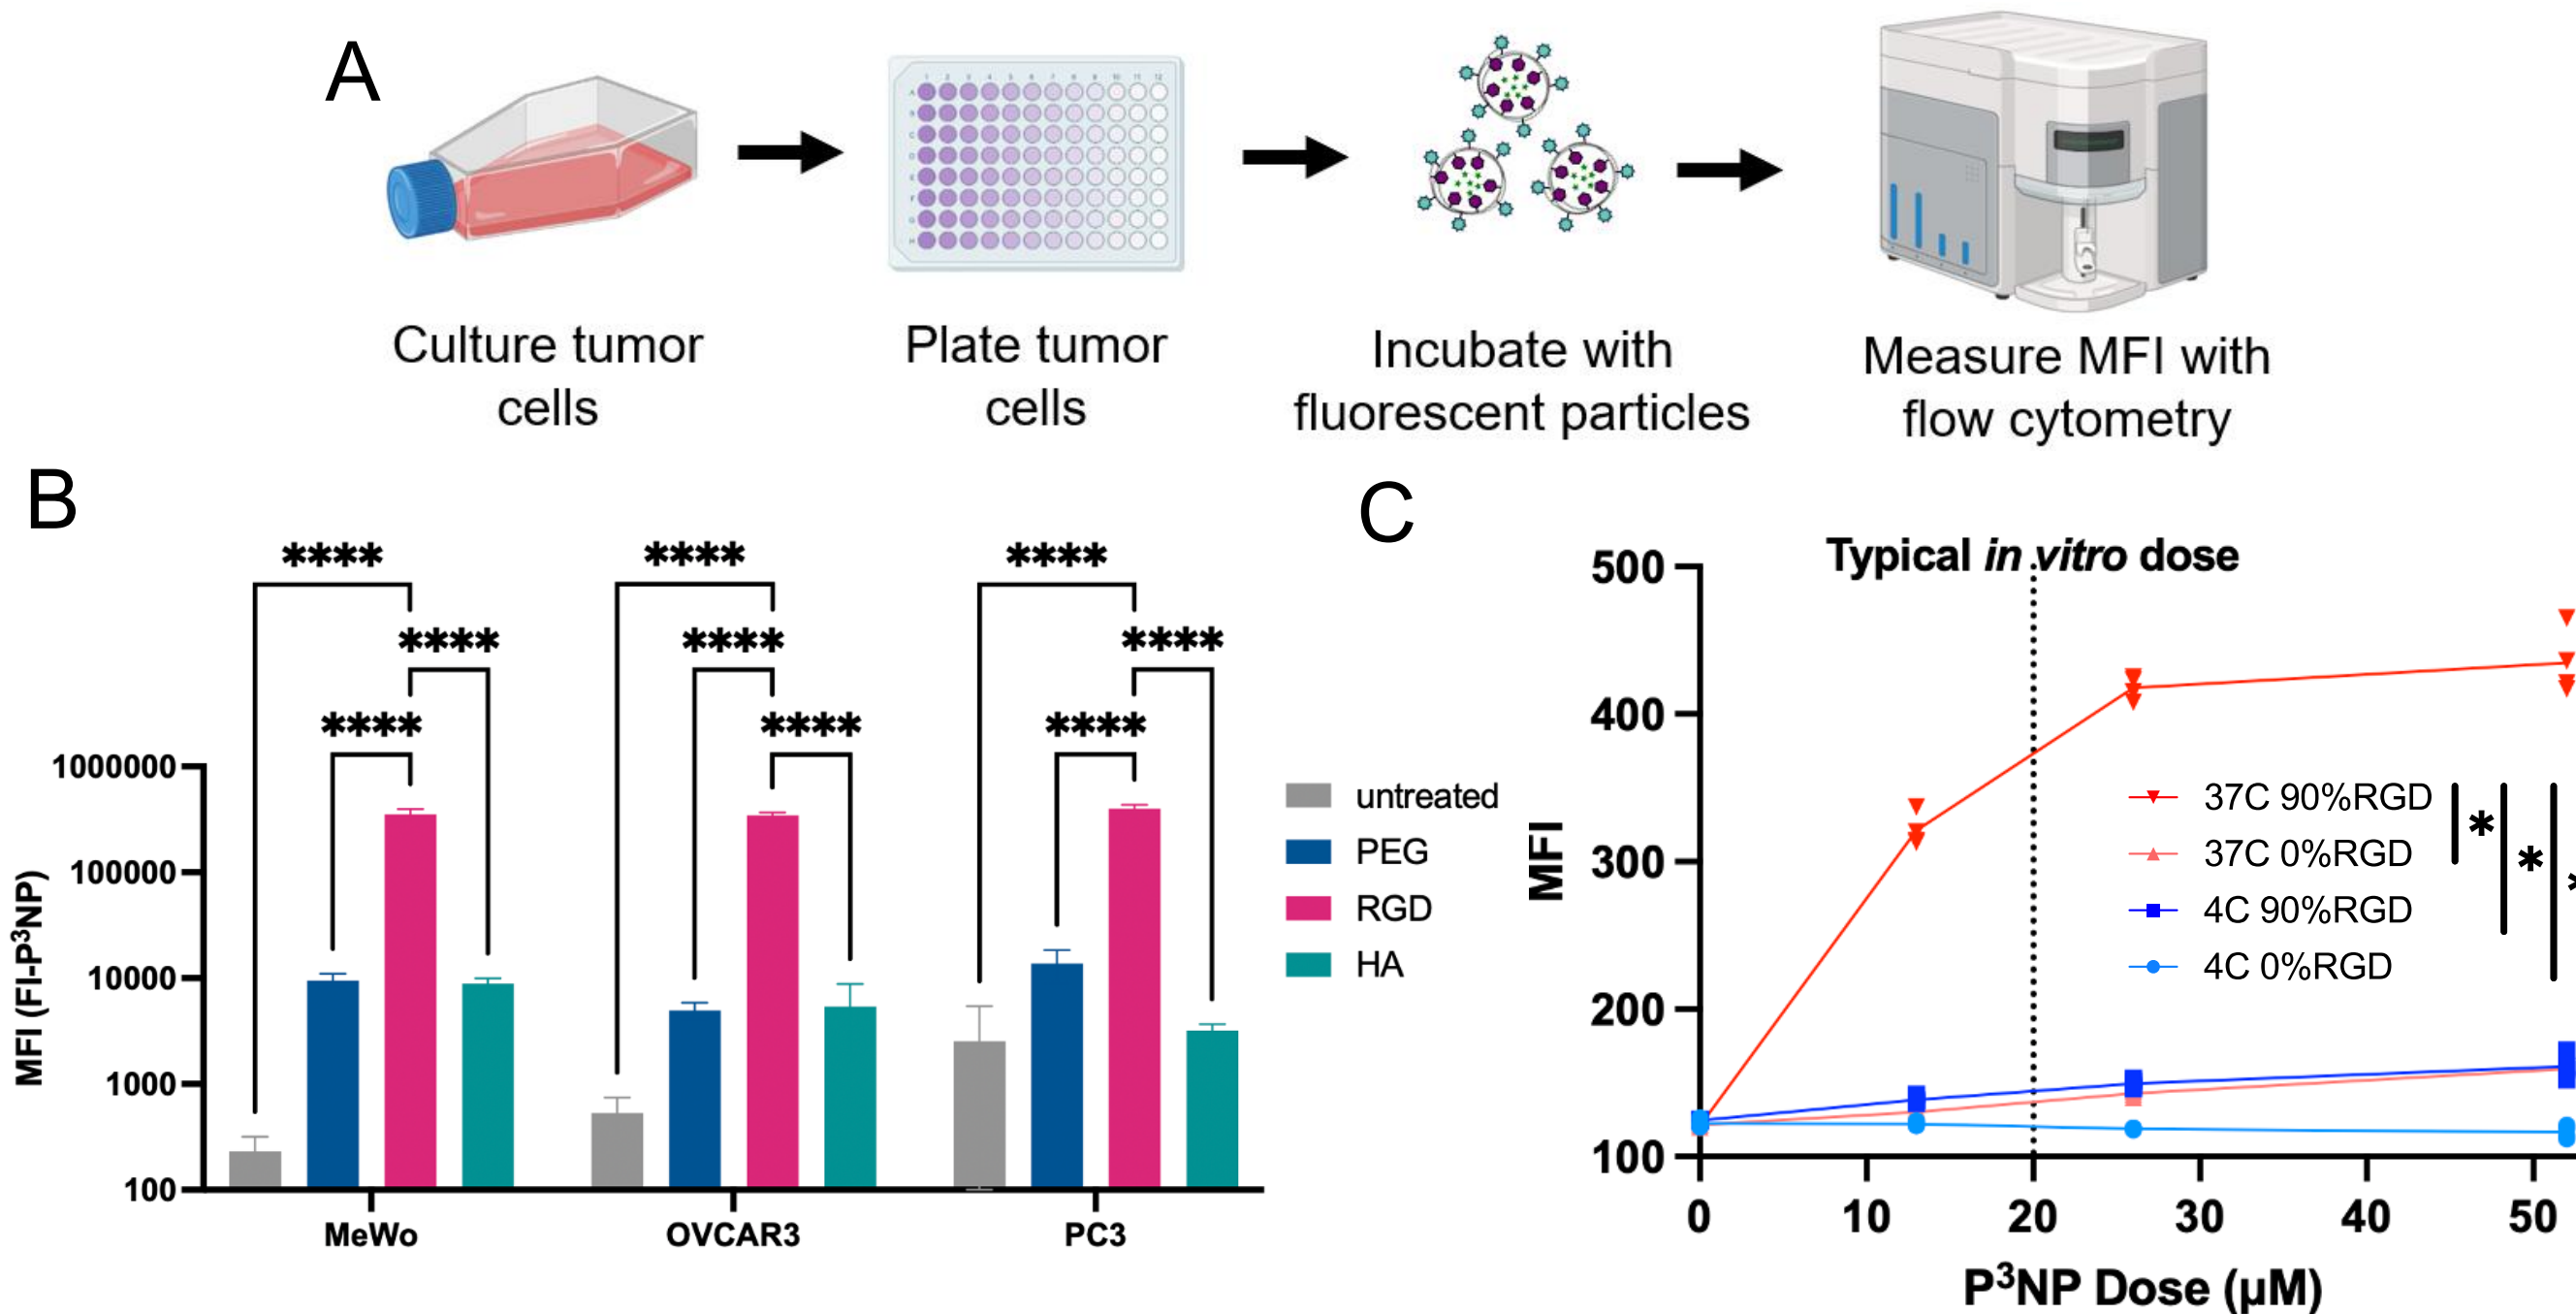 A
Culture tumor
cells
Plate tumor
cells
Incubate with
fluorescent particles
Measure MFI with
flow cytometry
B
**** **** ****
**** **** ****
**** **** ****
1000000
100000
10000
1000
100
MFI (FI-P³NP)
MeWo OVCAR3 PC3
untreated
PEG
RGD
HA
C
Typical in vitro dose
500
400
300
200
100
MFI
37C 90%RGD
37C 0%RGD
4C 90%RGD
4C 0%RGD
*
*
0 10 20 30 40 50
P³NP Dose (µM)